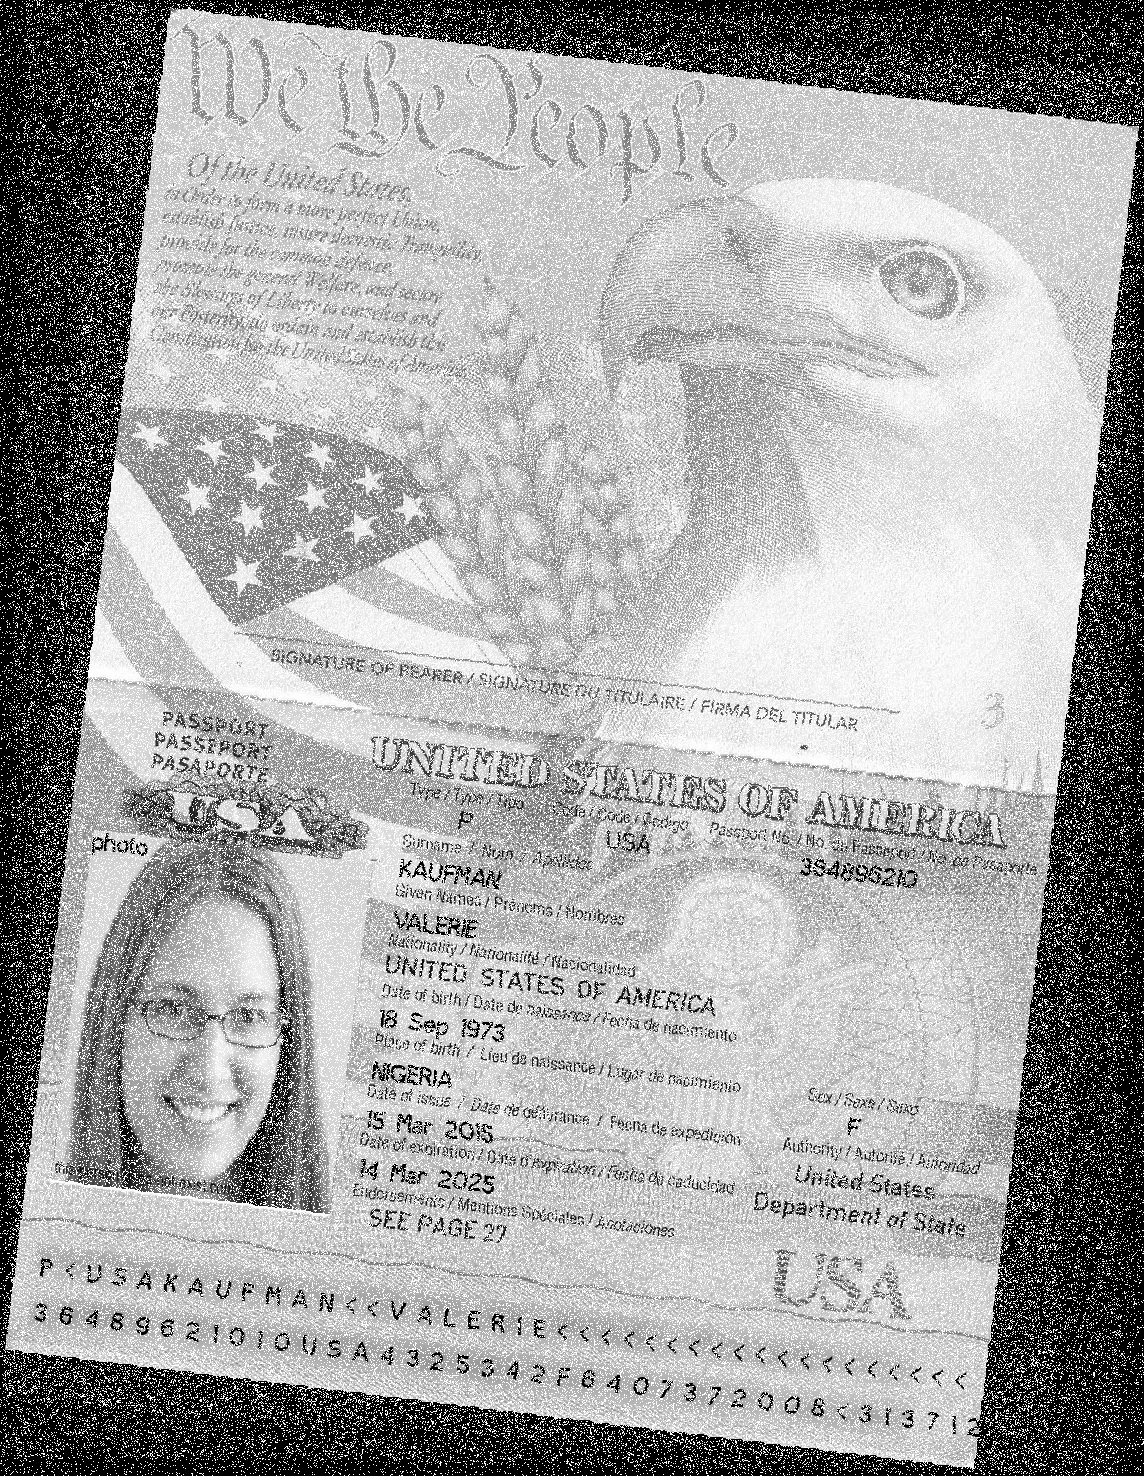 We the People
Of the United States,
in Order to form a more perfect Union,
establish Justice, insure domestic Tranquility,
provide for the common defence,
promote the general Welfare, and secure
the Blessings of Liberty to ourselves and
our Posterity, do ordain and establish this
Constitution for the United States of America.
SIGNATURE OF BEARER / SIGNATURE DU TITULAIRE / FIRMA DEL TITULAR
3
PASSPORT
PASSEPORT
PASAPORTE
USA
UNITED STATES OF AMERICA
Type / Type / Tipo Code / Code / Codigo Passport No. / No. du Passeport / No. de Pasaporte
P USA
photo
Surname / Nom / Apellidos
KAUFMAN
Given Names / Prénoms / Nombres
VALERIE
Nationality / Nationalité / Nacionalidad
UNITED STATES OF AMERICA
Date of birth / Date de naissance / Fecha de nacimiento
18 Sep 1973
Place of birth / Lieu de naissance / Lugar de nacimiento
NIGERIA
Sex / Sexe / Sexo
F
Date of issue / Date de délivrance / Fecha de expedición
15 Mar 2015
Authority / Autorité / Autoridad
United States
Department of State
Date of expiration / Date d'expiration / Fecha de caducidad
14 Mar 2025
Endorsements / Mentions Spéciales / Anotaciones
SEE PAGE 27
USA
P<USAKAUFMAN<<VALERIE<<<<<<<<<<<<<<<<<
3648962101OUSA4325342F6407372008<313712